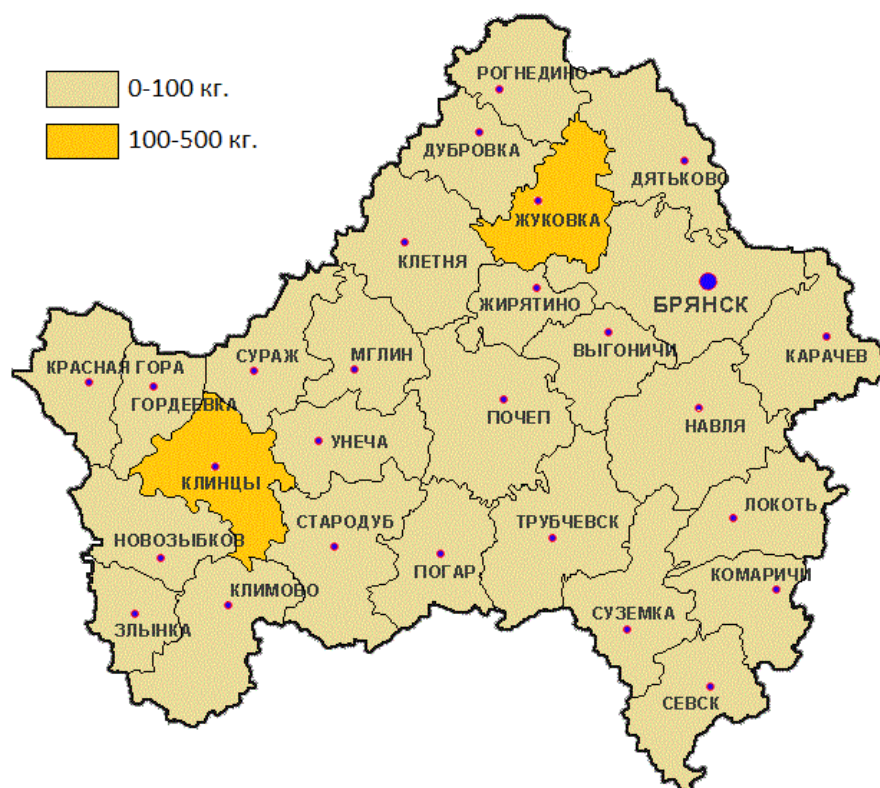 0-100 кг.
100-500 кг.
РОГНЕДИНО
ДУБРОВКА
ДЯТЬКОВО
ЖУКОВКА
КЛЕТНЯ
ЖИРЯТИНО
БРЯНСК
ВЫГОНИЧИ
КАРАЧЕВ
МГЛИН
СУРАЖ
КРАСНАЯ ГОРА
ГОРДЕЕВКА
ПОЧЕП
НАВЛЯ
УНЕЧА
КЛИНЦЫ
ЛОКОТЬ
СТАРОДУБ
ТРУБЧЕВСК
НОВОЗЫБКОВ
ПОГАР
КОМАРИЧИ
КЛИМОВО
СУЗЕМКА
ЗЛЫНКА
СЕВСК